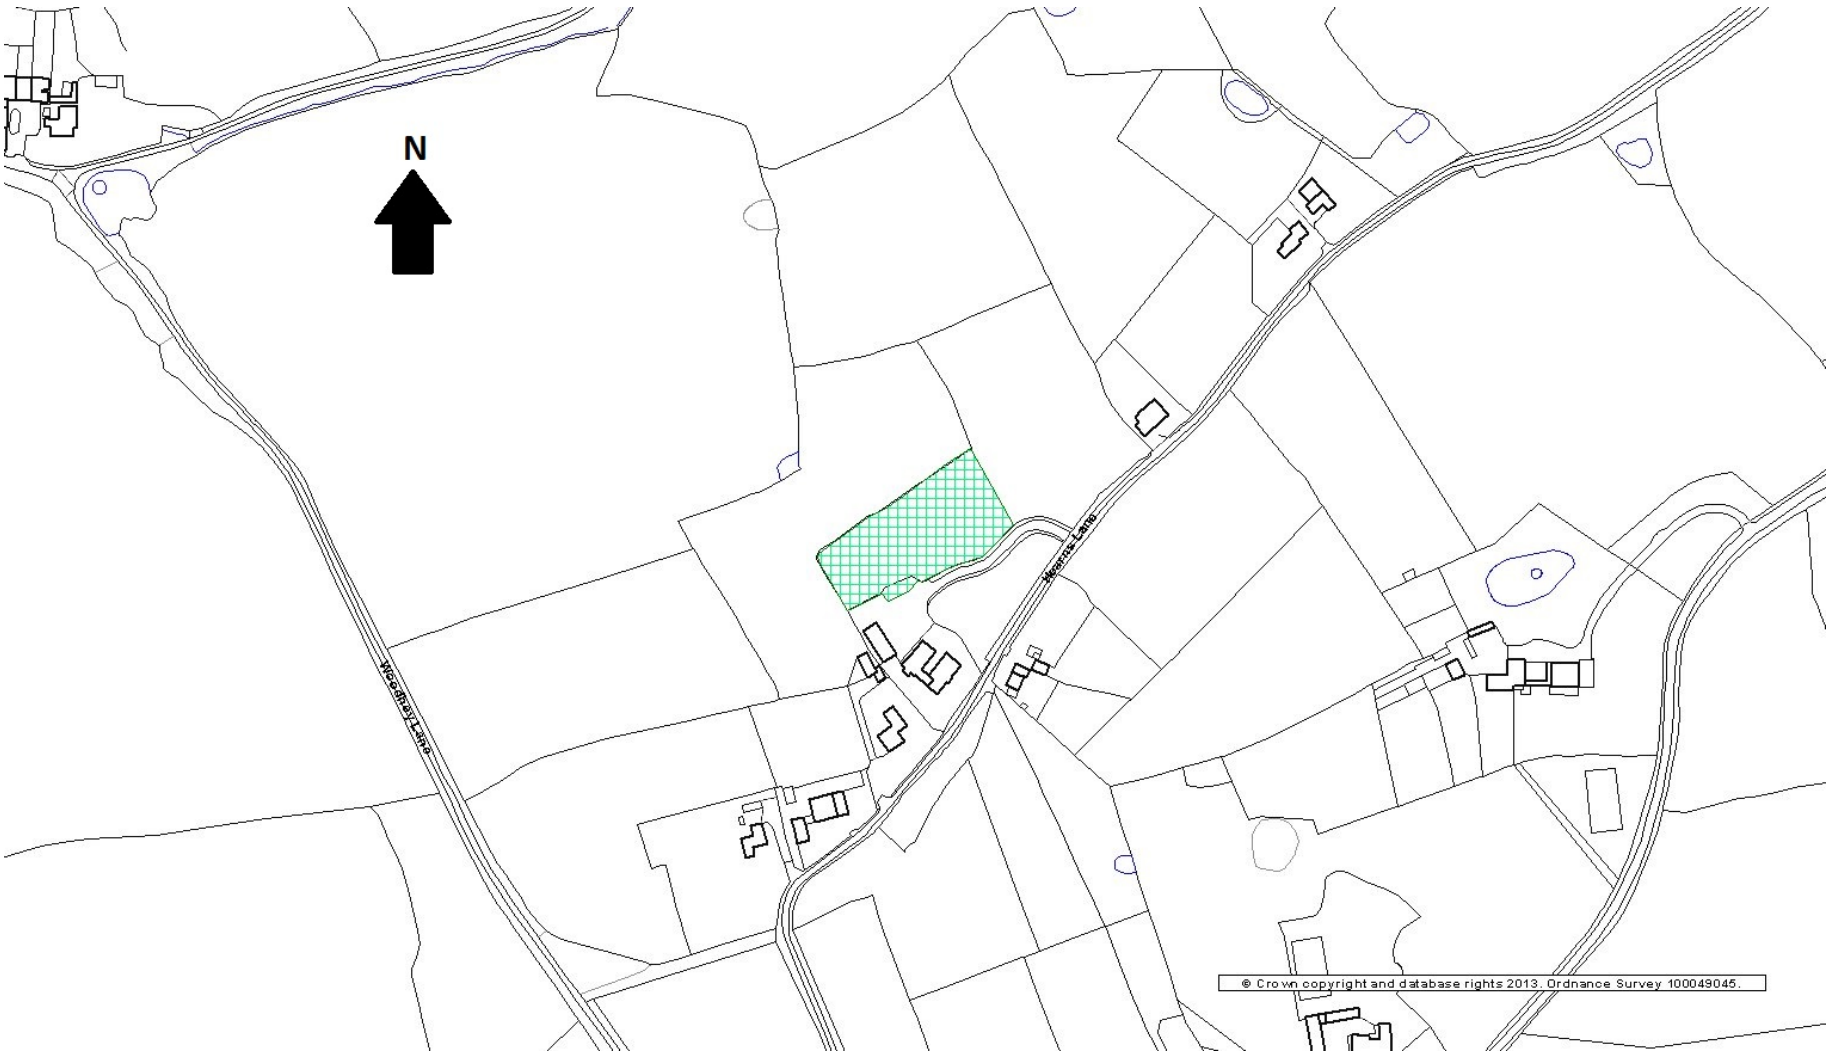 N
Hearns Lane
Woodhey Lane
© Crown copyright and database rights 2013. Ordnance Survey 100049045.